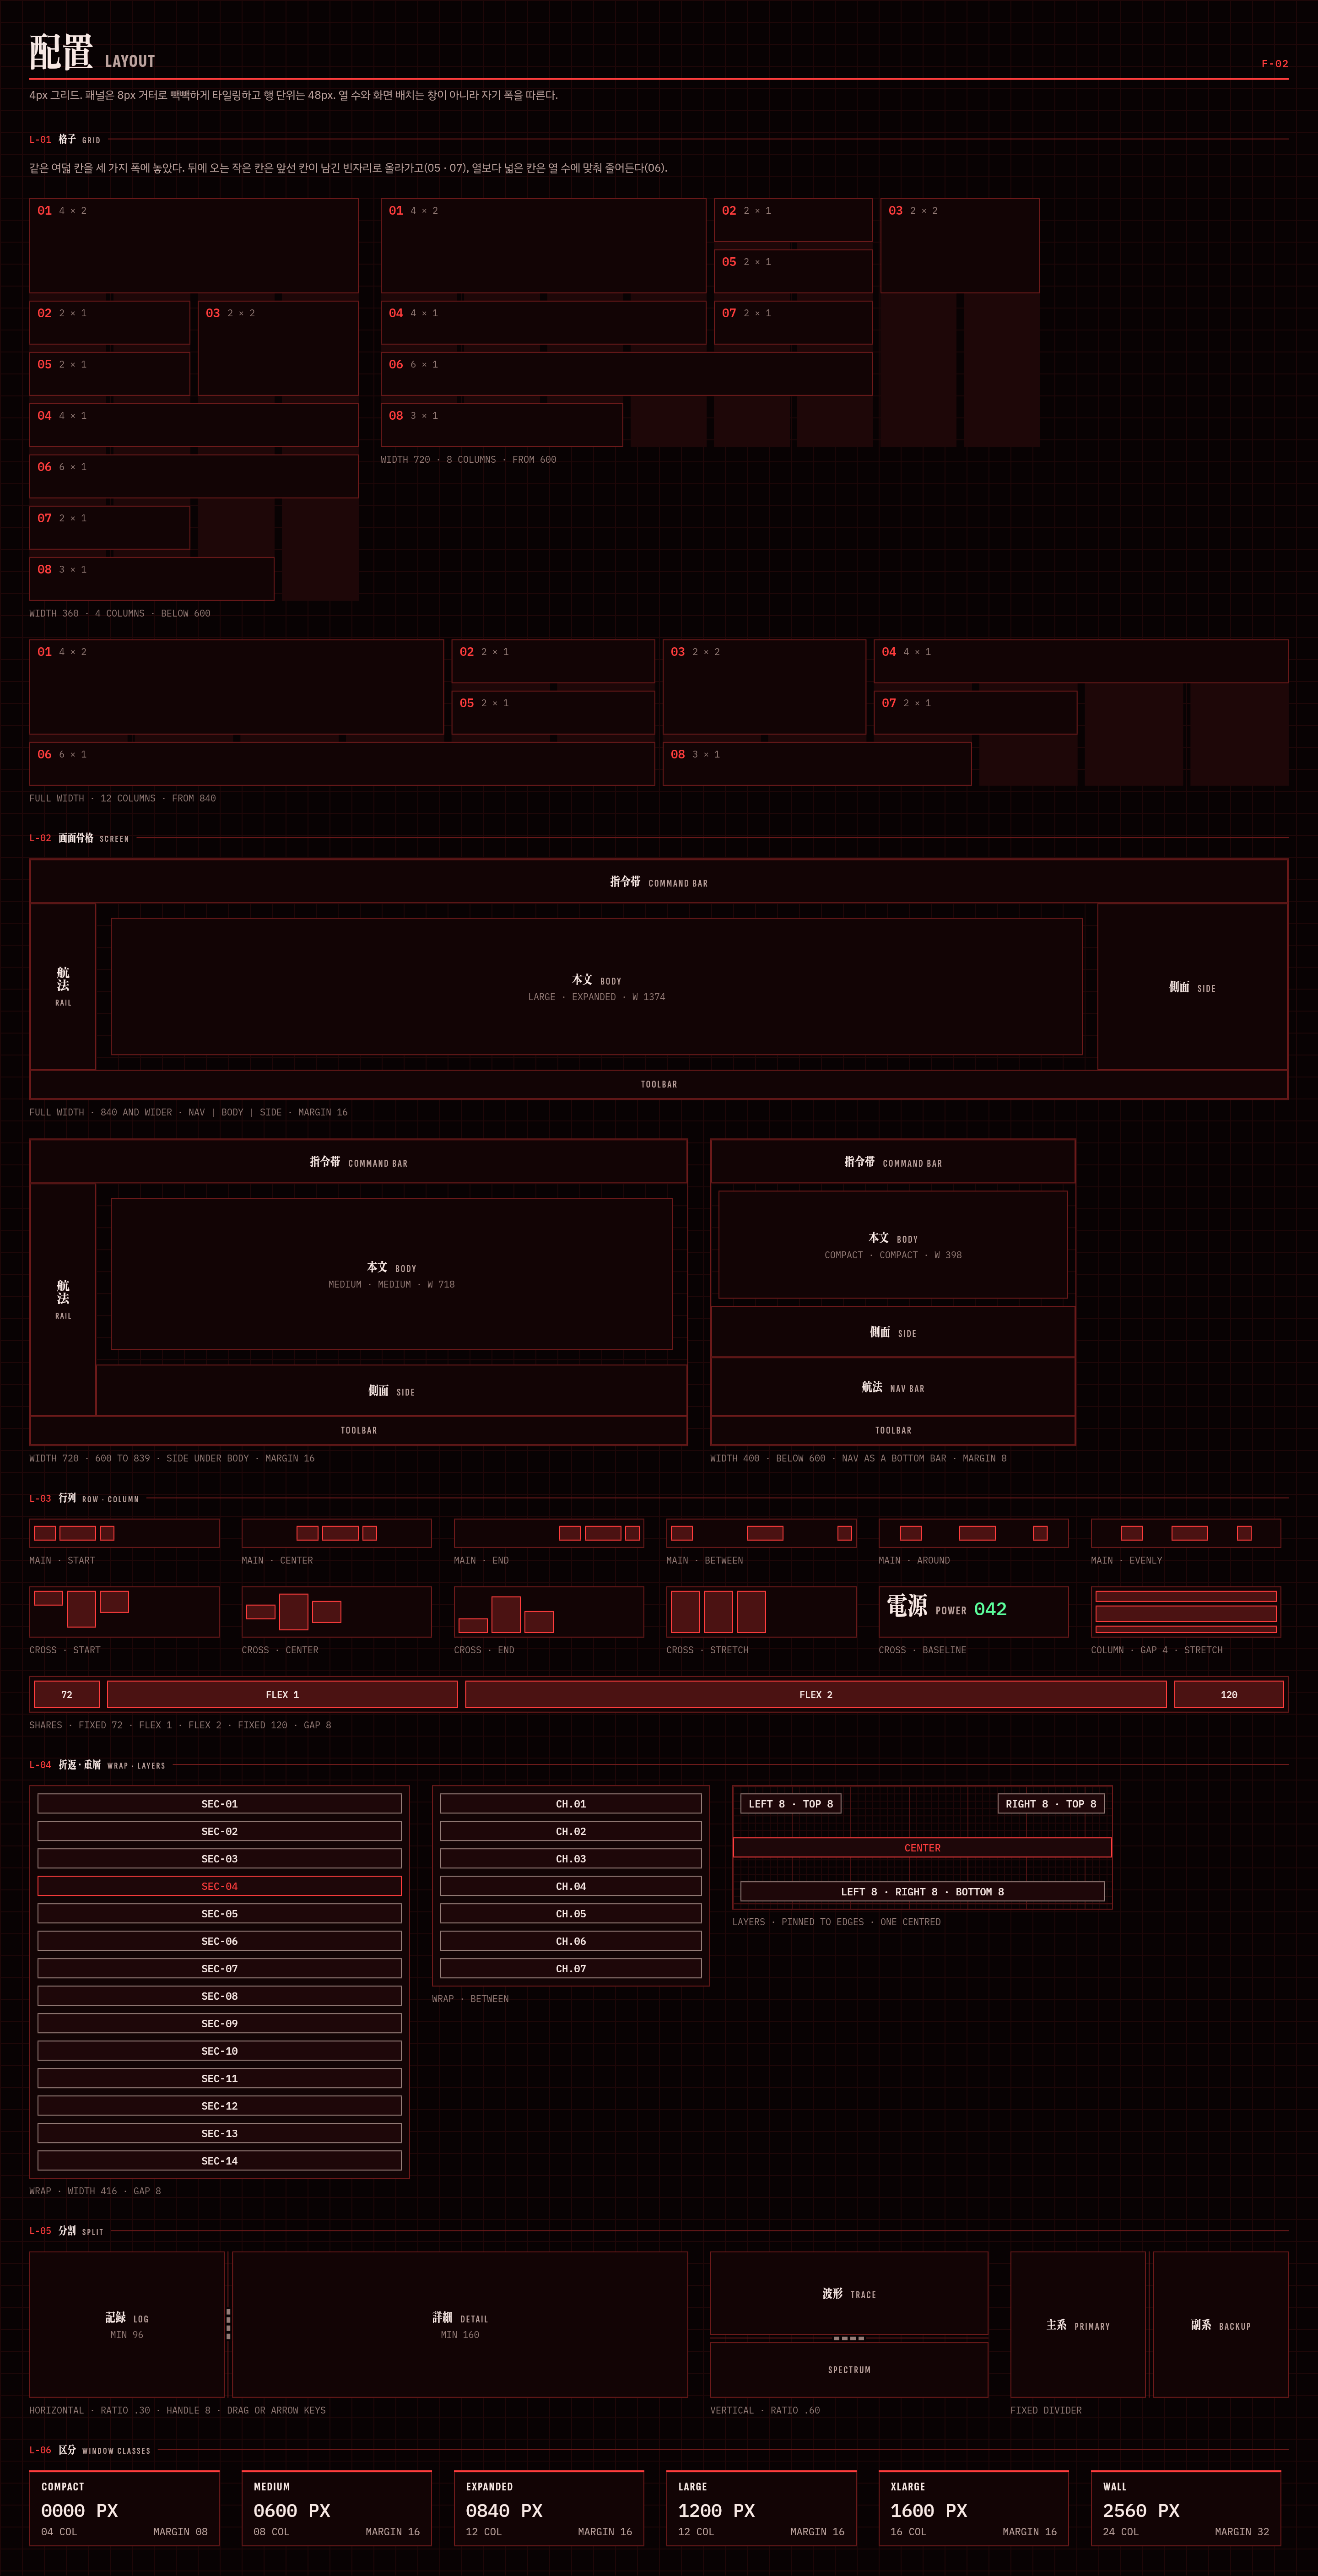 配置 LAYOUT F-02
4px 그리드. 패널은 8px 거터로 빽빽하게 타일링하고 행 단위는 48px. 열 수와 화면 배치는 창이 아니라 자기 폭을 따른다.
L-01 格子 GRID
같은 여덟 칸을 세 가지 폭에 놓았다. 뒤에 오는 작은 칸은 앞선 칸이 남긴 빈자리로 올라가고(05 · 07), 열보다 넓은 칸은 열 수에 맞춰 줄어든다(06).
01 4 × 2
02 2 × 1
03 2 × 2
05 2 × 1
04 4 × 1
06 6 × 1
07 2 × 1
08 3 × 1
WIDTH 360 · 4 COLUMNS · BELOW 600
01 4 × 2
02 2 × 1
03 2 × 2
05 2 × 1
04 4 × 1
07 2 × 1
06 6 × 1
08 3 × 1
WIDTH 720 · 8 COLUMNS · FROM 600
01 4 × 2
02 2 × 1
03 2 × 2
04 4 × 1
05 2 × 1
07 2 × 1
06 6 × 1
08 3 × 1
FULL WIDTH · 12 COLUMNS · FROM 840
L-02 画面骨格 SCREEN
指令帯 COMMAND BAR
航法
RAIL
本文 BODY
LARGE · EXPANDED · W 1374
側面 SIDE
TOOLBAR
FULL WIDTH · 840 AND WIDER · NAV | BODY | SIDE · MARGIN 16
指令帯 COMMAND BAR
航法
RAIL
本文 BODY
MEDIUM · MEDIUM · W 718
側面 SIDE
TOOLBAR
WIDTH 720 · 600 TO 839 · SIDE UNDER BODY · MARGIN 16
指令帯 COMMAND BAR
本文 BODY
COMPACT · COMPACT · W 398
側面 SIDE
航法 NAV BAR
TOOLBAR
WIDTH 400 · BELOW 600 · NAV AS A BOTTOM BAR · MARGIN 8
L-03 行列 ROW · COLUMN
MAIN · START
MAIN · CENTER
MAIN · END
MAIN · BETWEEN
MAIN · AROUND
MAIN · EVENLY
電源 POWER 042
CROSS · START
CROSS · CENTER
CROSS · END
CROSS · STRETCH
CROSS · BASELINE
COLUMN · GAP 4 · STRETCH
72
FLEX 1
FLEX 2
120
SHARES · FIXED 72 · FLEX 1 · FLEX 2 · FIXED 120 · GAP 8
L-04 折返·重層 WRAP · LAYERS
SEC-01
SEC-02
SEC-03
SEC-04
SEC-05
SEC-06
SEC-07
SEC-08
SEC-09
SEC-10
SEC-11
SEC-12
SEC-13
SEC-14
WRAP · WIDTH 416 · GAP 8
CH.01
CH.02
CH.03
CH.04
CH.05
CH.06
CH.07
WRAP · BETWEEN
LEFT 8 · TOP 8
RIGHT 8 · TOP 8
CENTER
LEFT 8 · RIGHT 8 · BOTTOM 8
LAYERS · PINNED TO EDGES · ONE CENTRED
L-05 分割 SPLIT
記録 LOG
MIN 96
詳細 DETAIL
MIN 160
HORIZONTAL · RATIO .30 · HANDLE 8 · DRAG OR ARROW KEYS
波形 TRACE
SPECTRUM
VERTICAL · RATIO .60
主系 PRIMARY
副系 BACKUP
FIXED DIVIDER
L-06 区分 WINDOW CLASSES
COMPACT
0000 PX
04 COL MARGIN 08
MEDIUM
0600 PX
08 COL MARGIN 16
EXPANDED
0840 PX
12 COL MARGIN 16
LARGE
1200 PX
12 COL MARGIN 16
XLARGE
1600 PX
16 COL MARGIN 16
WALL
2560 PX
24 COL MARGIN 32